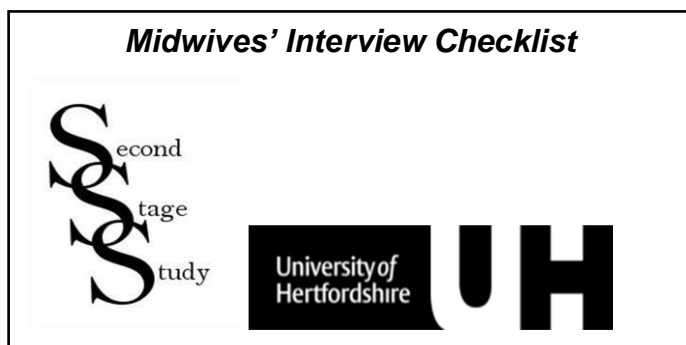 Midwives’ Interview Checklist
Second
Stage
Study
University of
Hertfordshire
UH